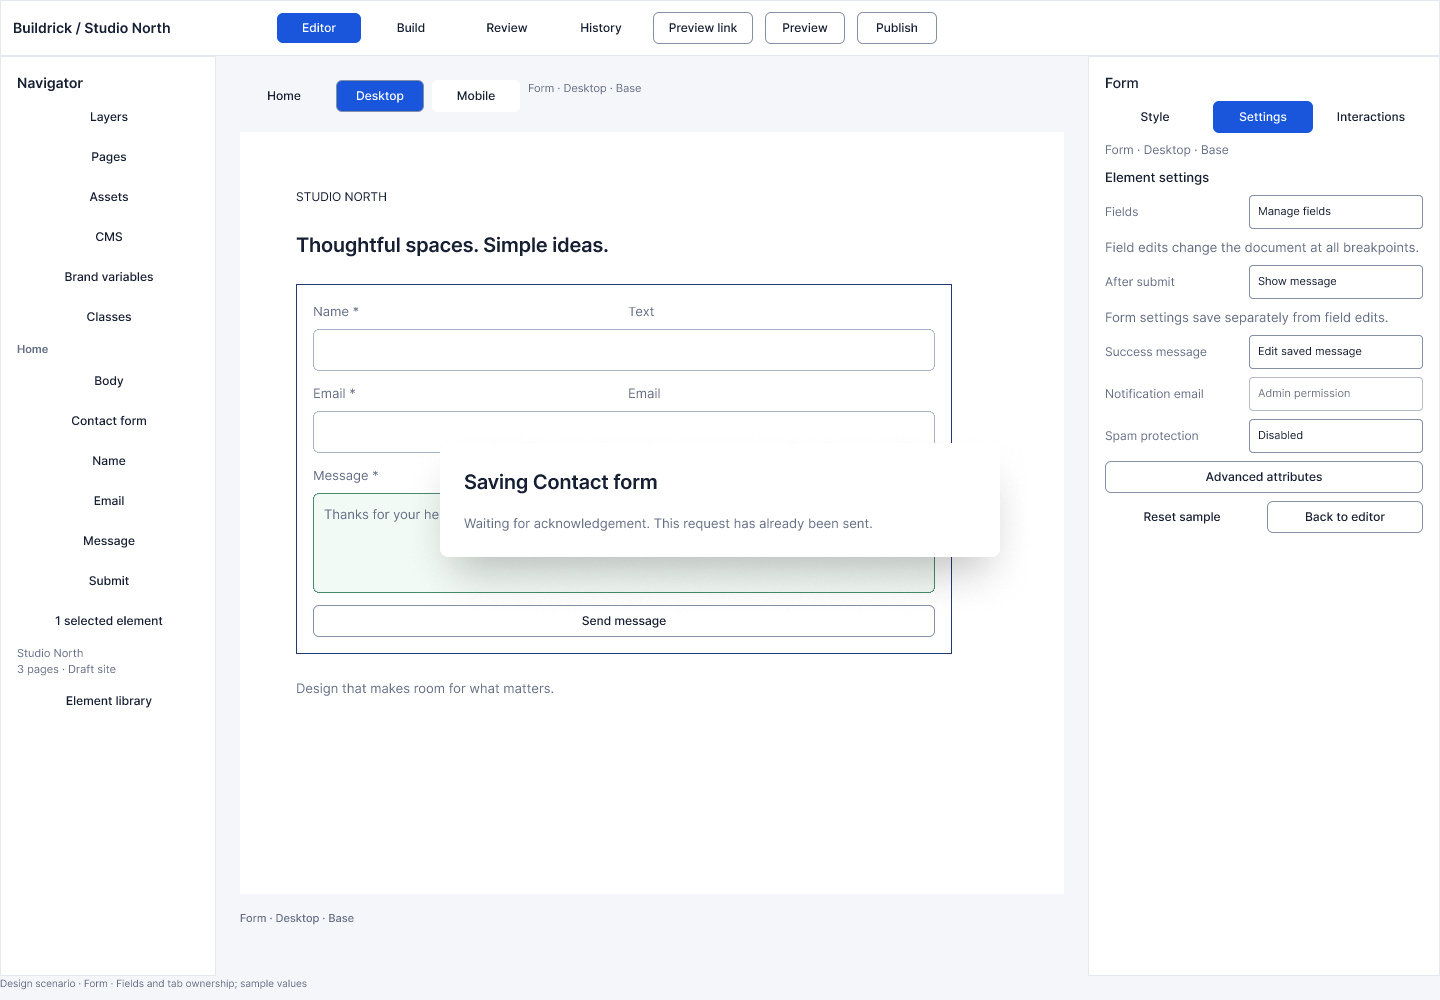 Buildrick / Studio North
Editor
Build
Review
History
Preview link
Preview
Publish
Navigator
Layers
Pages
Assets
CMS
Brand variables
Classes
Home
Body
Contact form
Name
Email
Message
Submit
1 selected element
Studio North
3 pages · Draft site
Element library
Home
Desktop
Mobile
Form · Desktop · Base
STUDIO NORTH
Thoughtful spaces. Simple ideas.
Name *
Text
Email *
Email
Message *
Thanks for your he
Saving Contact form
Waiting for acknowledgement. This request has already been sent.
Send message
Design that makes room for what matters.
Form · Desktop · Base
Form
Style
Settings
Interactions
Form · Desktop · Base
Element settings
Fields
Manage fields
Field edits change the document at all breakpoints.
After submit
Show message
Form settings save separately from field edits.
Success message
Edit saved message
Notification email
Admin permission
Spam protection
Disabled
Advanced attributes
Reset sample
Back to editor
Design scenario · Form · Fields and tab ownership; sample values